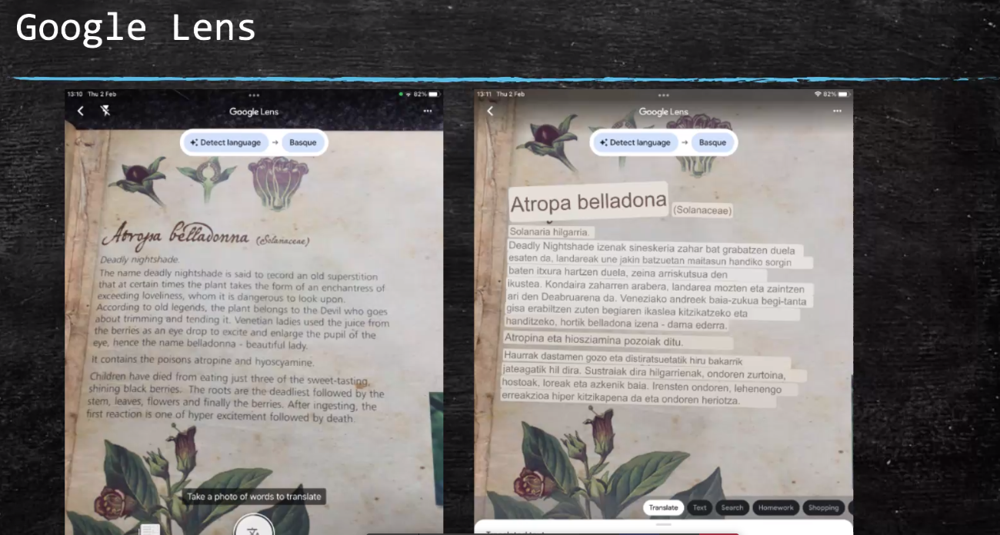 Google Lens
13:10 Thu 2 Feb
82%
Google Lens
Detect language → Basque
Atropa belladonna (Solanaceae)
Deadly nightshade.
The name deadly nightshade is said to record an old superstition
that at certain times the plant takes the form of an enchantress of
exceeding loveliness, whom it is dangerous to look upon.
According to old legends, the plant belongs to the Devil who goes
about trimming and tending it. Venetian ladies used the juice from
the berries as an eye drop to excite and enlarge the pupil of the
eye, hence the name belladonna - beautiful lady.
It contains the poisons atropine and hyoscyamine.
Children have died from eating just three of the sweet-tasting,
shining black berries. The roots are the deadliest followed by the
stem, leaves, flowers and finally the berries. After ingesting, the
first reaction is one of hyper excitement followed by death.
Take a photo of words to translate
13:11 Thu 2 Feb
82%
Google Lens
Detect language → Basque
Atropa belladona (Solanaceae)
Solanaria hilgarria.
Deadly Nightshade izenak sineskeria zahar bat grabatzen duela
esaten da, landareak une jakin batzuetan maitasun handiko sorgin
baten itxura hartzen duela, zeina arriskutsua den
ikustea. Kondaira zaharren arabera, landarea mozten eta zaintzen
ari den Deabruarena da. Veneziako andreek baia-zukua begi-tanta
gisa erabiltzen zuten begiaren ikaslea kitzikatzeko eta
handitzeko, hortik belladona izena - dama ederra.
Atropina eta hiosziamina pozoiak ditu.
Haurrak dastamen gozo eta distiratsuetatik hiru bakarrik
jateagatik hil dira. Sustraiak dira hilgarrienak, ondoren zurtoina,
hostoak, loreak eta azkenik baia. Irensten ondoren, lehenengo
erreakzioa hiper kitzikapena da eta ondoren heriotza.
Translate Text Search Homework Shopping